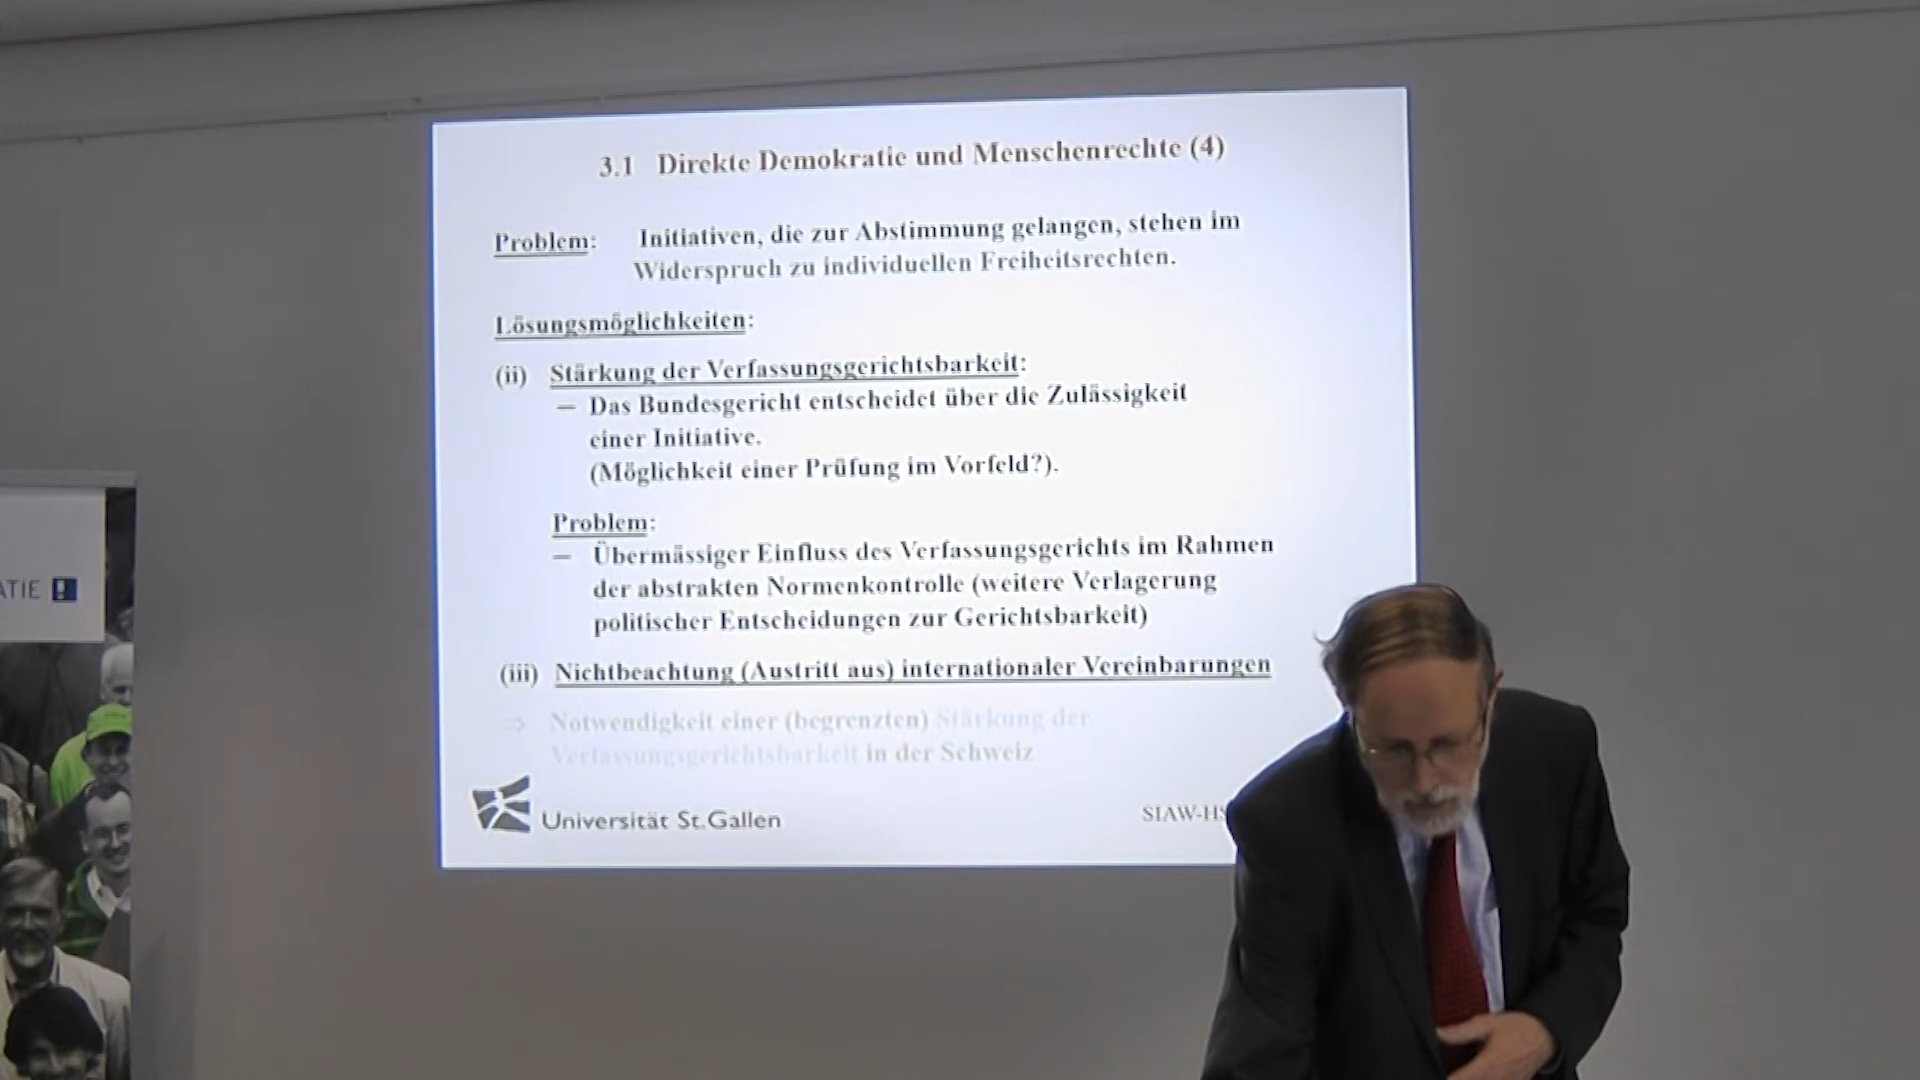 3.1 Direkte Demokratie und Menschenrechte (4)
Problem: Initiativen, die zur Abstimmung gelangen, stehen im
Widerspruch zu individuellen Freiheitsrechten.
Lösungsmöglichkeiten:
(ii) Stärkung der Verfassungsgerichtsbarkeit:
— Das Bundesgericht entscheidet über die Zulässigkeit
einer Initiative.
(Möglichkeit einer Prüfung im Vorfeld?).
Problem:
— Übermässiger Einfluss des Verfassungsgerichts im Rahmen
der abstrakten Normenkontrolle (weitere Verlagerung
politischer Entscheidungen zur Gerichtsbarkeit)
(iii) Nichtbeachtung (Austritt aus) internationaler Vereinbarungen
⇒ Notwendigkeit einer (begrenzten) Stärkung der
Verfassungsgerichtsbarkeit in der Schweiz
Universität St.Gallen
SIAW-HS
ATIE !